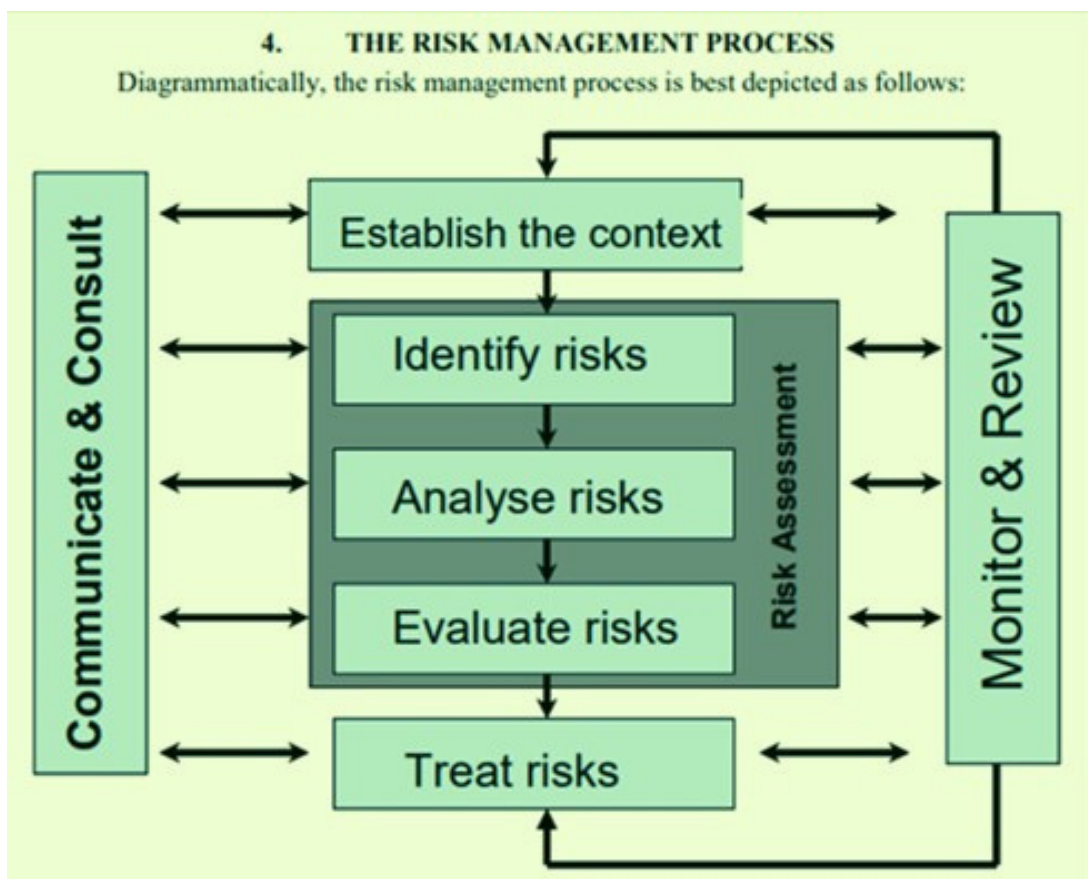 4. THE RISK MANAGEMENT PROCESS
Diagrammatically, the risk management process is best depicted as follows:
Communicate & Consult
Establish the context
Identify risks
Analyse risks
Evaluate risks
Risk Assessment
Treat risks
Monitor & Review